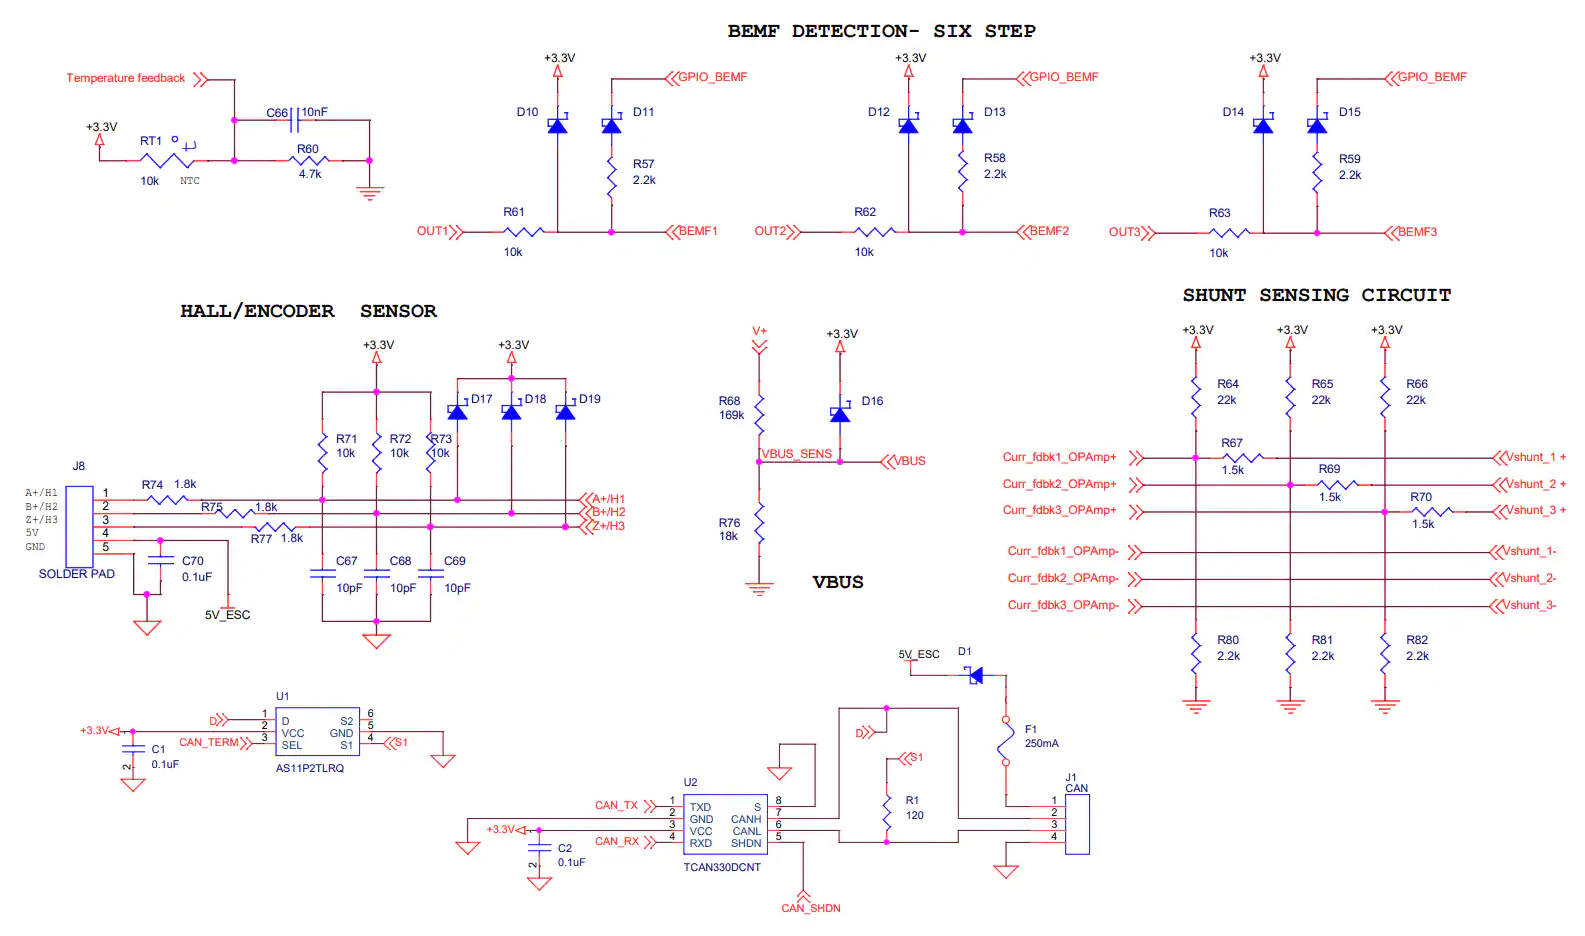 BEMF DETECTION- SIX STEP
Temperature feedback
+3.3V
C66 10nF
RT1
10k NTC
R60
4.7k
+3.3V
GPIO_BEMF
D10 D11
R57
2.2k
R61
OUT1 BEMF1
10k
+3.3V
GPIO_BEMF
D12 D13
R58
2.2k
R62
OUT2 BEMF2
10k
+3.3V
GPIO_BEMF
D14 D15
R59
2.2k
R63
OUT3 BEMF3
10k
HALL/ENCODER SENSOR
+3.3V +3.3V
D17 D18 D19
R71 R72 R73
10k 10k 10k
J8
R74 1.8k
A+/H1 1 A+/H1
R75 1.8k
B+/H2 2 B+/H2
Z+/H3 3 Z+/H3
R77 1.8k
5V 4
GND 5
C70
0.1uF
SOLDER PAD
5V_ESC
C67 C68 C69
10pF 10pF 10pF
V+
+3.3V
R68
169k
D16
VBUS_SENS VBUS
R76
18k
VBUS
SHUNT SENSING CIRCUIT
+3.3V +3.3V +3.3V
R64 R65 R66
22k 22k 22k
R67
Curr_fdbk1_OPAmp+ Vshunt_1 +
1.5k
R69
Curr_fdbk2_OPAmp+ Vshunt_2 +
1.5k
R70
Curr_fdbk3_OPAmp+ Vshunt_3 +
1.5k
Curr_fdbk1_OPAmp- Vshunt_1-
Curr_fdbk2_OPAmp- Vshunt_2-
Curr_fdbk3_OPAmp- Vshunt_3-
R80 R81 R82
2.2k 2.2k 2.2k
U1
D 1 D S2 6
+3.3V 2 VCC GND 5
CAN_TERM 3 SEL S1 4 S1
C1
0.1uF
2
AS11P2TLRQ
5V_ESC D1
F1
250mA
D
S1
R1
120
J1
CAN
1
2
3
4
U2
CAN_TX 1 TXD S 8
2 GND CANH 7
+3.3V 3 VCC CANL 6
CAN_RX 4 RXD SHDN 5
C2
0.1uF
2
TCAN330DCNT
CAN_SHDN